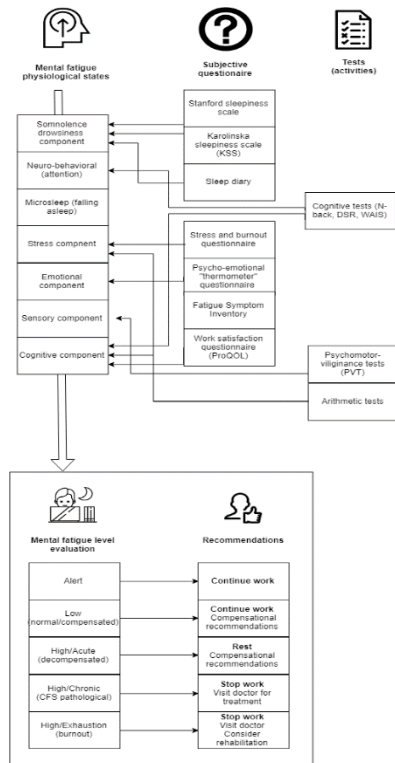 Mental fatigue
physiological states
Subjective
questionaire
Tests
(activities)
Somnolence
drowsiness
component
Neuro-behavioral
(attention)
Microsleep (falling
asleep)
Stress compnent
Emotional
component
Sensory component
Cognitive component
Stanford sleepiness
scale
Karolinska
sleepiness scale
(KSS)
Sleep diary
Stress and burnout
questionnaire
Psycho-emotional
"thermometer"
questionnaire
Fatigue Symptom
Inventory
Work satisfaction
questionnaire
(ProQOL)
Cognitive tests (N-
back, DSR, WAIS)
Psychomotor-
viliginance tests
(PVT)
Arithmetic tests
Mental fatigue level
evaluation
Recommendations
Alert
Continue work
Low
(normal/compensated)
Continue work
Compensational
recommendations
High/Acute
(decompensated)
Rest
Compensational
recommendations
High/Chronic
(CFS pathological)
Stop work
Visit doctor for
treatment
High/Exhaustion
(burnout)
Stop work
Visit doctor
Consider
rehabilitation